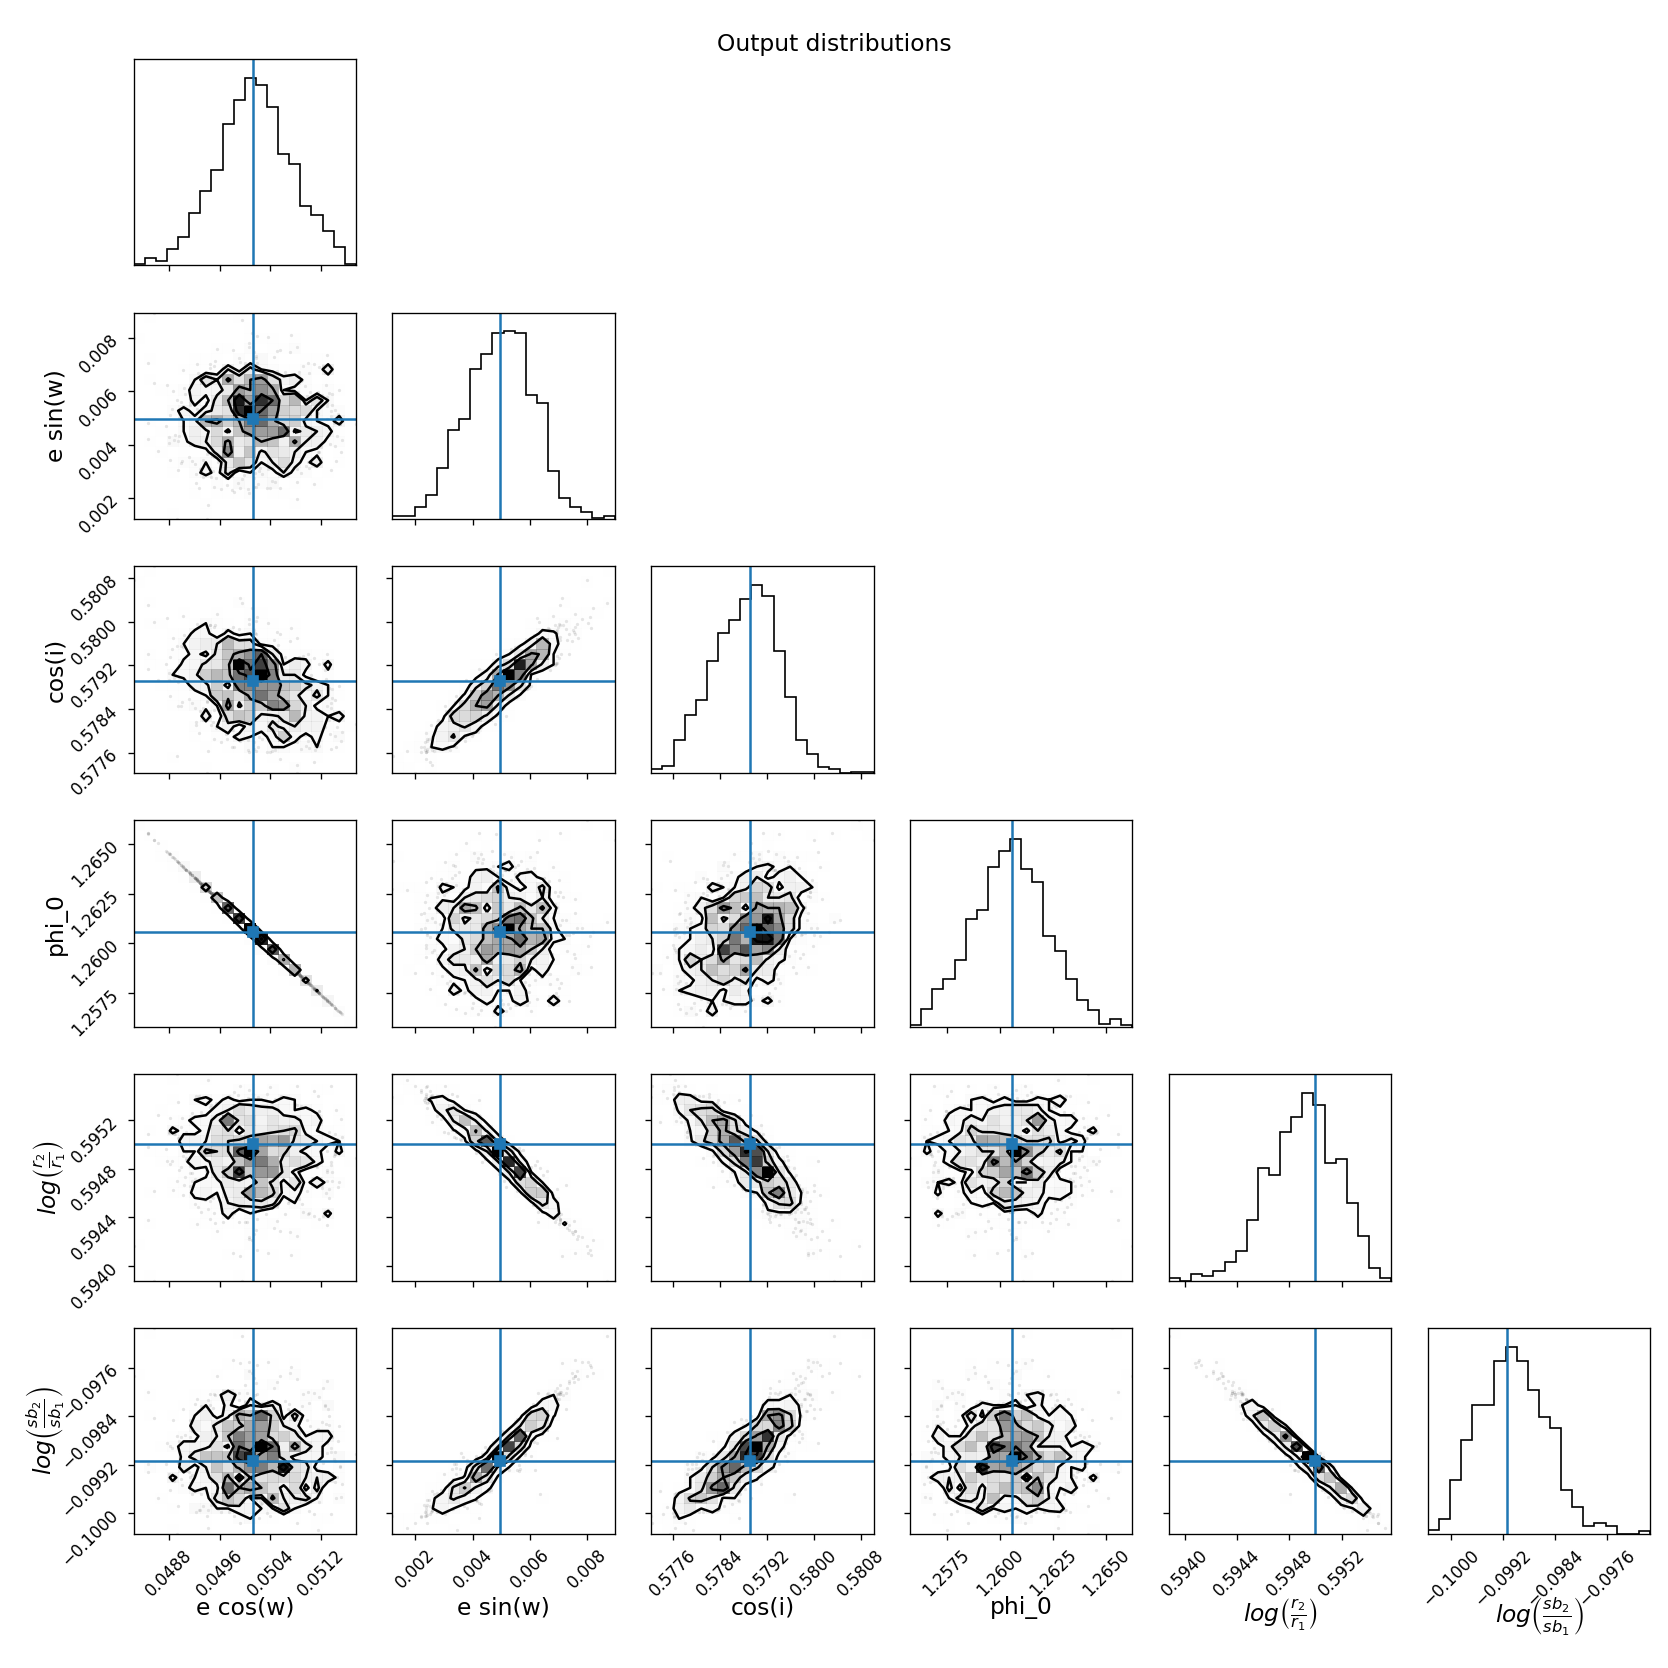 Output distributions
e sin(w)
0.008
0.006
0.004
0.002
cos(i)
0.5808
0.5800
0.5792
0.5784
0.5776
phi_0
1.2650
1.2625
1.2600
1.2575
log(r2/r1)
0.5952
0.5948
0.5944
0.5940
log(sb2/sb1)
−0.0976
−0.0984
−0.0992
−0.1000
0.0488 0.0496 0.0504 0.0512 0.002 0.004 0.006 0.008 0.5776 0.5784 0.5792 0.5800 0.5808 1.2575 1.2600 1.2625 1.2650 0.5940 0.5944 0.5948 0.5952 −0.1000 −0.0992 −0.0984 −0.0976
e cos(w) e sin(w) cos(i) phi_0 log(r2/r1) log(sb2/sb1)